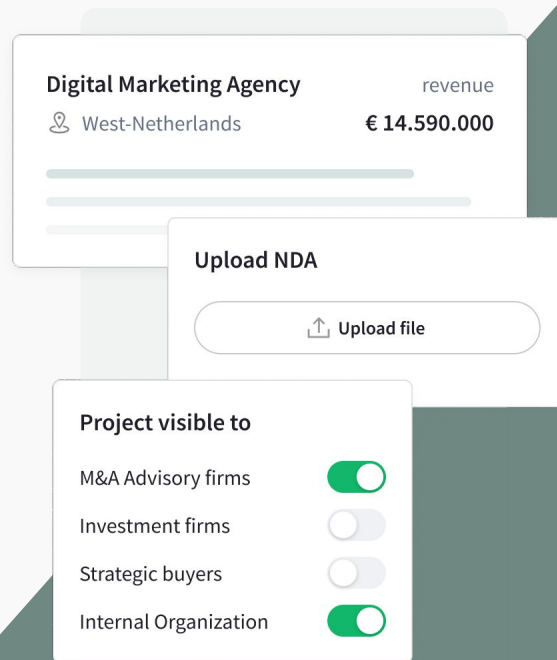 Digital Marketing Agency
revenue
West-Netherlands
€ 14.590.000
Upload NDA
Upload file
Project visible to
M&A Advisory firms
Investment firms
Strategic buyers
Internal Organization